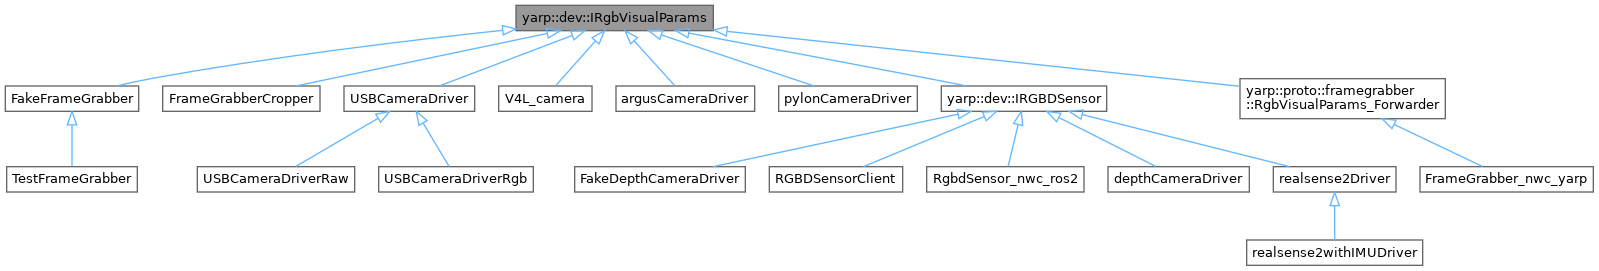 yarp::dev::IRgbVisualParams
FakeFrameGrabber
FrameGrabberCropper
USBCameraDriver
V4L_camera
argusCameraDriver
pylonCameraDriver
yarp::dev::IRGBDSensor
yarp::proto::framegrabber
::RgbVisualParams_Forwarder
TestFrameGrabber
USBCameraDriverRaw
USBCameraDriverRgb
FakeDepthCameraDriver
RGBDSensorClient
RgbdSensor_nwc_ros2
depthCameraDriver
realsense2Driver
FrameGrabber_nwc_yarp
realsense2withIMUDriver